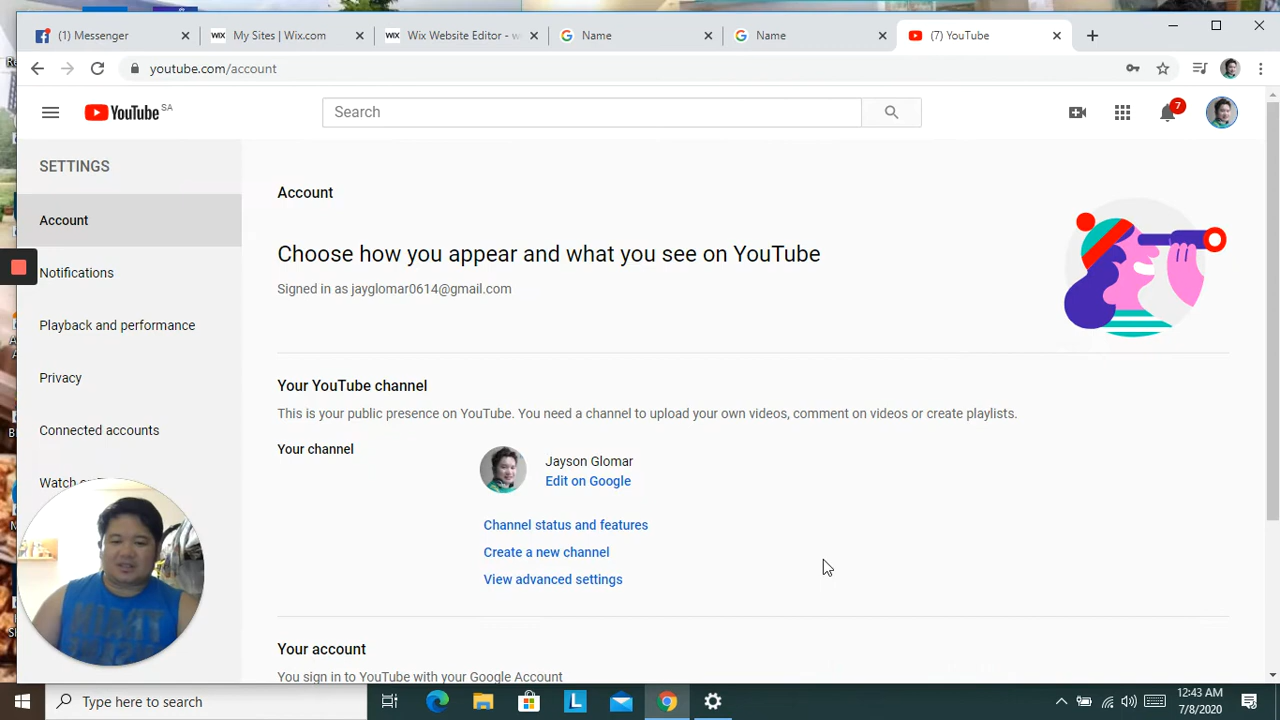 (1) Messenger
WIX My Sites | Wix.com
WIX Wix Website Editor - w
Name
Name
(7) YouTube
youtube.com/account
YouTube SA
Search
7
SETTINGS
Account
Notifications
Playback and performance
Privacy
Connected accounts
Account
Choose how you appear and what you see on YouTube
Signed in as jayglomar0614@gmail.com
Your YouTube channel
This is your public presence on YouTube. You need a channel to upload your own videos, comment on videos or create playlists.
Your channel
Jayson Glomar
Edit on Google
Channel status and features
Create a new channel
View advanced settings
Your account
You sign in to YouTube with your Google Account
Type here to search
L
12:43 AM
7/8/2020